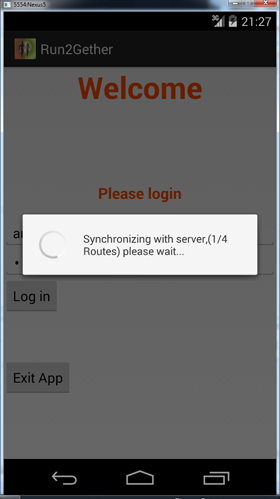 5554:Nexus5
3G 21:27
Run2Gether
Welcome
Please login
Synchronizing with server,(1/4
Routes) please wait...
Log in
Exit App